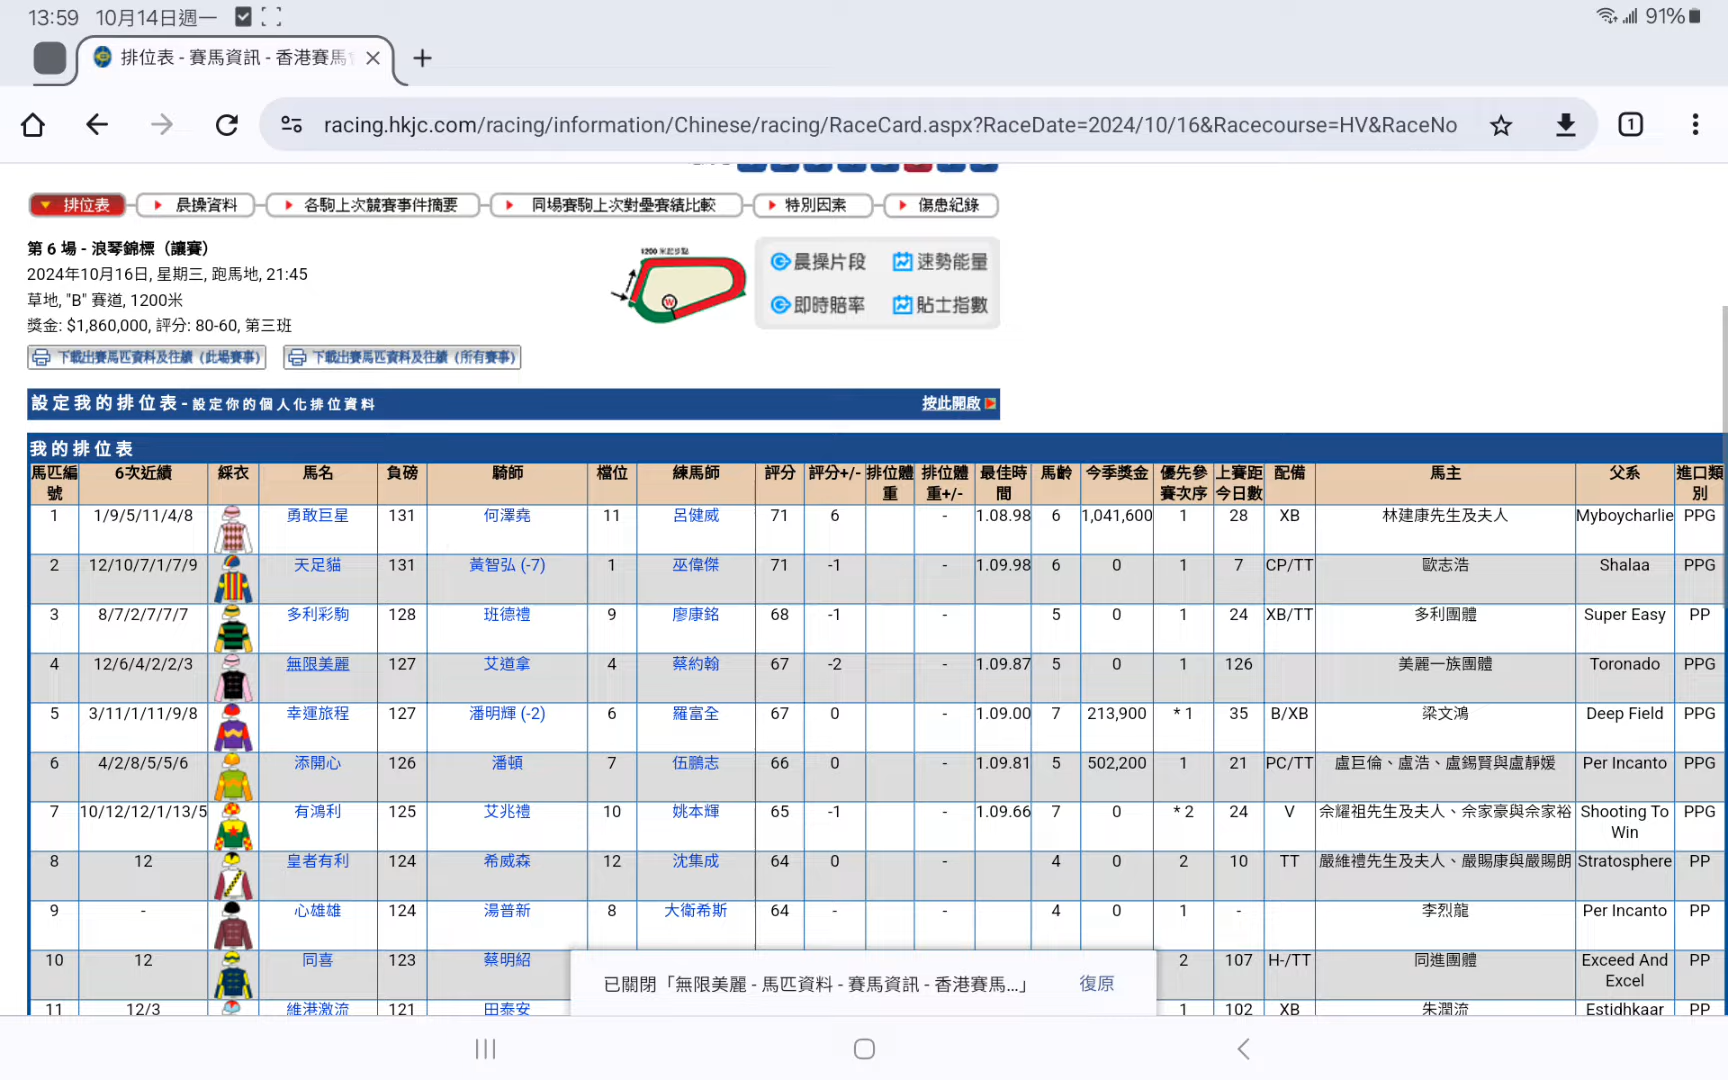 13:59 10月14日週一 91%
排位表 - 賽馬資訊 - 香港賽馬
racing.hkjc.com/racing/information/Chinese/racing/RaceCard.aspx?RaceDate=2024/10/16&Racecourse=HV&RaceNo 1
排位表 晨操資料 各駒上次競賽事件摘要 同場賽駒上次對壘賽績比較 特別因素 傷患紀錄
第 6 場 - 浪琴錦標（讓賽）
2024年10月16日, 星期三, 跑馬地, 21:45
草地, "B" 賽道, 1200米
獎金: $1,860,000, 評分: 80-60, 第三班
1200 米起步點
W
晨操片段 速勢能量
即時賠率 貼士指數
下載出賽馬匹資料及往績 (此場賽事) 下載出賽馬匹資料及往績 (所有賽事)
設定我的排位表 - 設定你的個人化排位資料 按此開啟
我的排位表
馬匹編號 6次近績 綵衣 馬名 負磅 騎師 檔位 練馬師 評分 評分+/- 排位體重 排位體重+/- 最佳時間 馬齡 今季獎金 優先參賽次序 上賽距今日數 配備 馬主 父系 進口類別
1 1/9/5/11/4/8 勇敢巨星 131 何澤堯 11 呂健威 71 6 - 1.08.98 6 1,041,600 1 28 XB 林建康先生及夫人 Myboycharlie PPG
2 12/10/7/1/7/9 天足貓 131 黃智弘 (-7) 1 巫偉傑 71 -1 - 1.09.98 6 0 1 7 CP/TT 歐志浩 Shalaa PPG
3 8/7/2/7/7/7 多利彩駒 128 班德禮 9 廖康銘 68 -1 - 5 0 1 24 XB/TT 多利團體 Super Easy PP
4 12/6/4/2/2/3 無限美麗 127 艾道拿 4 蔡約翰 67 -2 - 1.09.87 5 0 1 126 美麗一族團體 Toronado PPG
5 3/11/1/11/9/8 幸運旅程 127 潘明輝 (-2) 6 羅富全 67 0 - 1.09.00 7 213,900 * 1 35 B/XB 梁文鴻 Deep Field PPG
6 4/2/8/5/5/6 添開心 126 潘頓 7 伍鵬志 66 0 - 1.09.81 5 502,200 1 21 PC/TT 盧巨倫、盧浩、盧錫賢與盧靜媛 Per Incanto PPG
7 10/12/12/1/13/5 有鴻利 125 艾兆禮 10 姚本輝 65 -1 - 1.09.66 7 0 * 2 24 V 佘耀祖先生及夫人、佘家豪與佘家裕 Shooting To Win PPG
8 12 皇者有利 124 希威森 12 沈集成 64 0 - 4 0 2 10 TT 嚴維禮先生及夫人、嚴賜康與嚴賜朗 Stratosphere PP
9 - 心雄雄 124 湯普新 8 大衛希斯 64 - - 4 0 1 - 李烈龍 Per Incanto PP
10 12 同喜 123 蔡明紹 2 107 H-/TT 同進團體 Exceed And Excel PP
已關閉「無限美麗 - 馬匹資料 - 賽馬資訊 - 香港賽馬...」 復原
11 12/3 維港激流 121 田泰安 1 102 XB 朱潤流 Estidhkaar PP